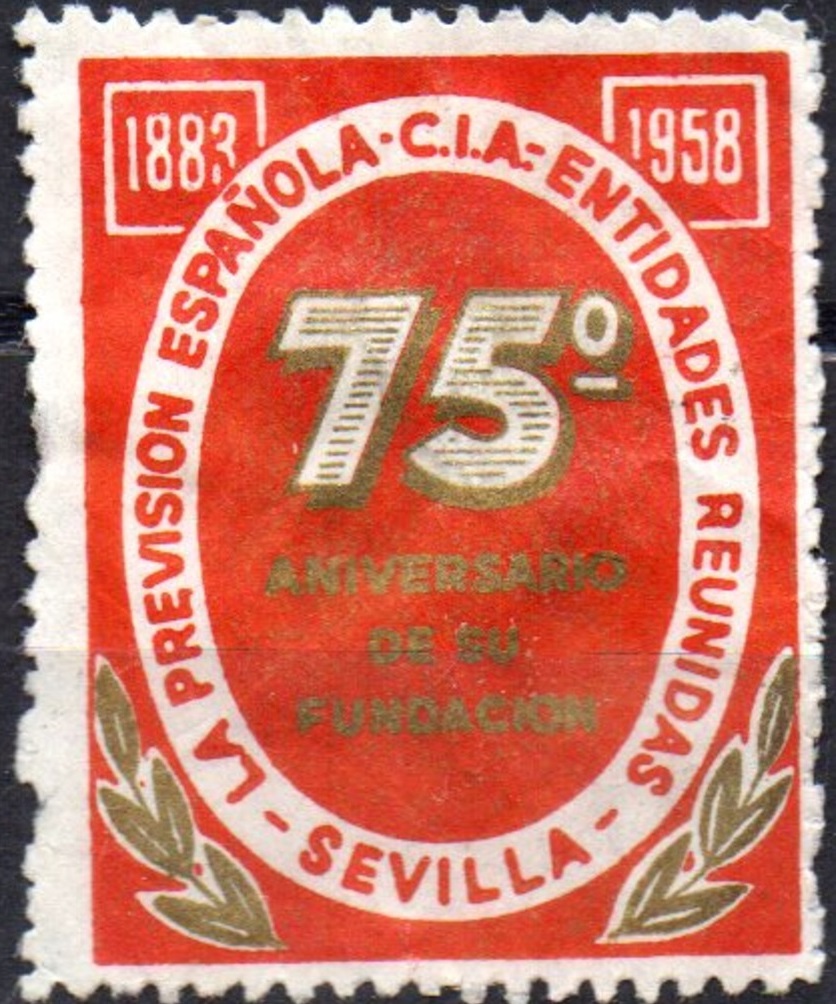 1883
1958
LA PREVISION ESPAÑOLA·C.I.A:ENTIDADES REUNIDAS - SEVILLA -
75º
ANIVERSARIO
DE SU
FUNDACION